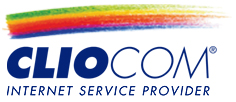 CLIOCOM®
INTERNET SERVICE PROVIDER